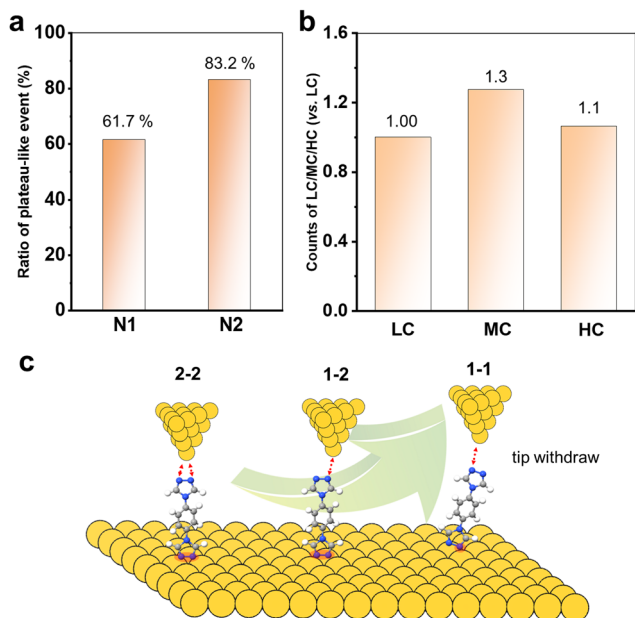 a
Ratio of plateau-like event (%)
100
80
60
40
20
0
61.7 %
83.2 %
N1
N2
b
Counts of LC/MC/HC (vs. LC)
1.6
1.2
0.8
0.4
0.0
1.00
1.3
1.1
LC
MC
HC
c
2-2
1-2
1-1
tip withdraw